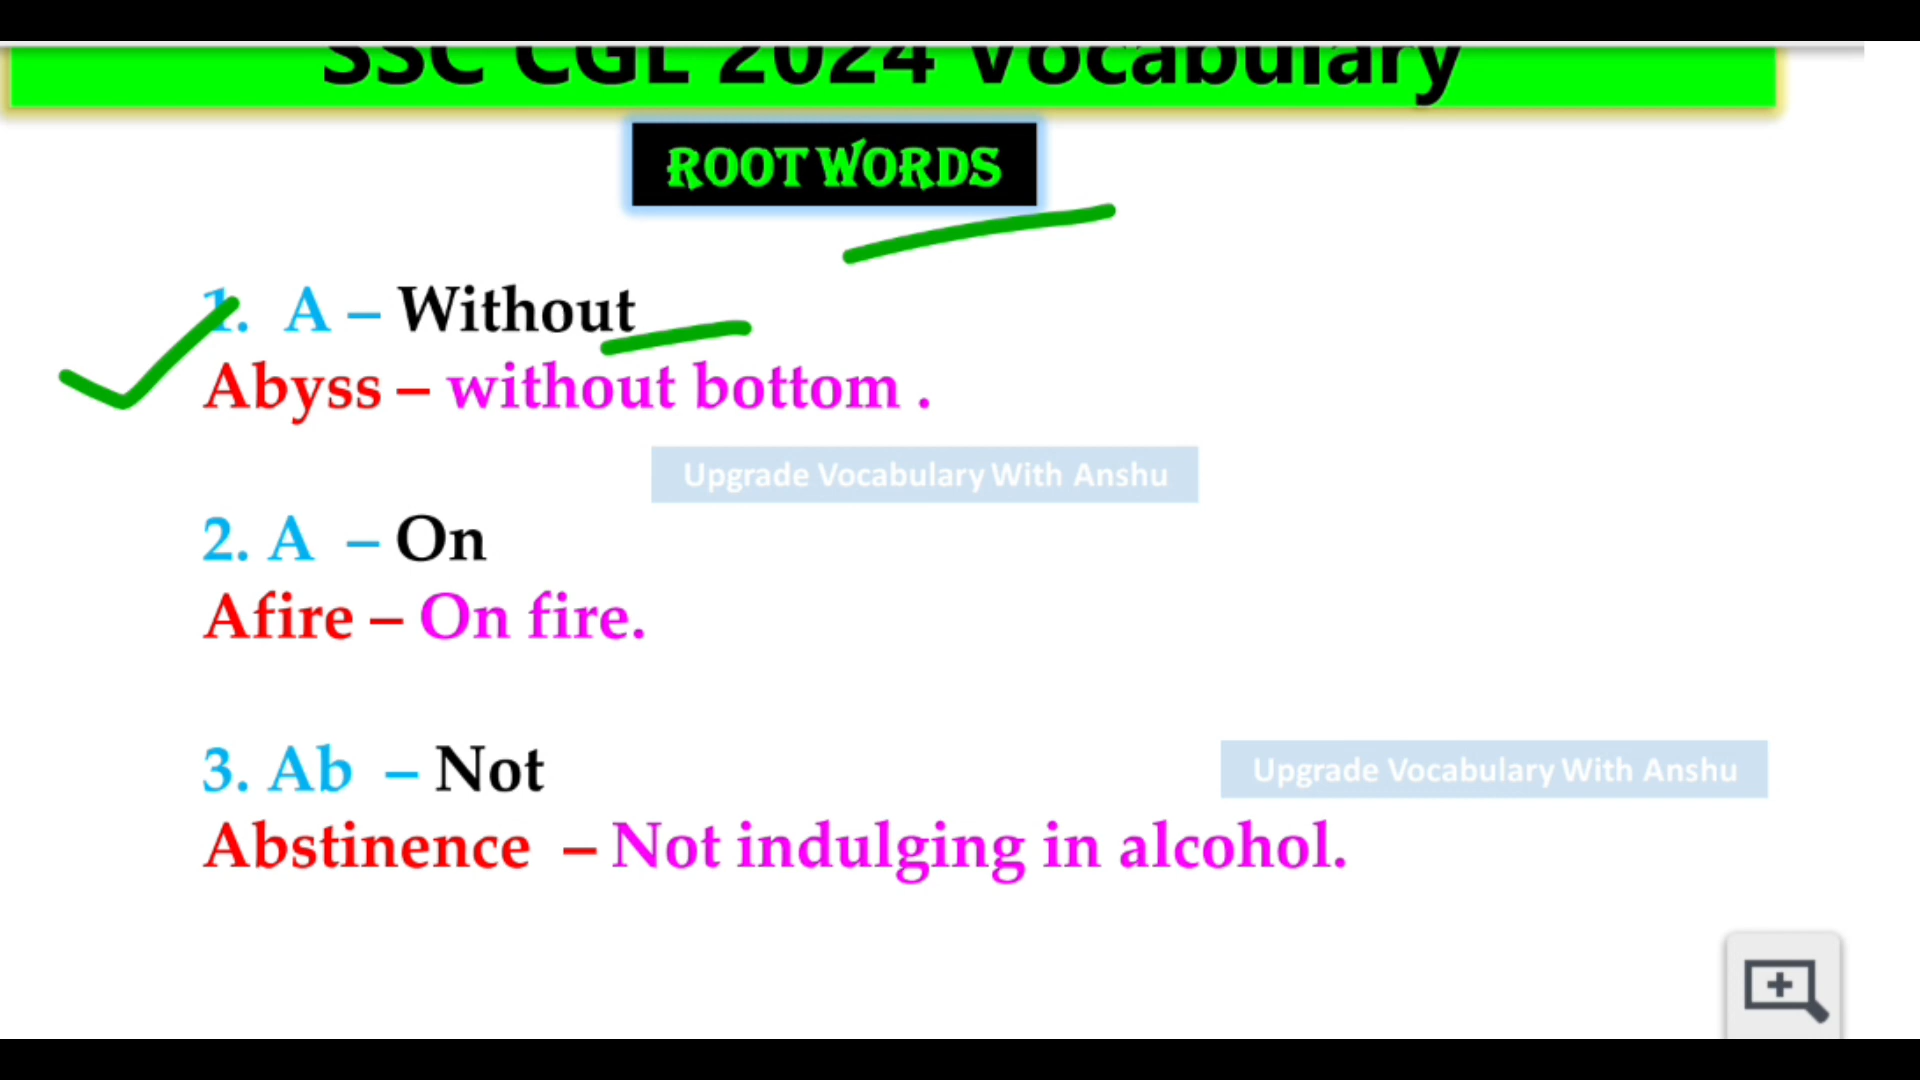 SSC CGL 2024 Vocabulary
ROOT WORDS
1. A – Without
Abyss – without bottom .
Upgrade Vocabulary With Anshu
2. A – On
Afire – On fire.
3. Ab – Not
Upgrade Vocabulary With Anshu
Abstinence – Not indulging in alcohol.